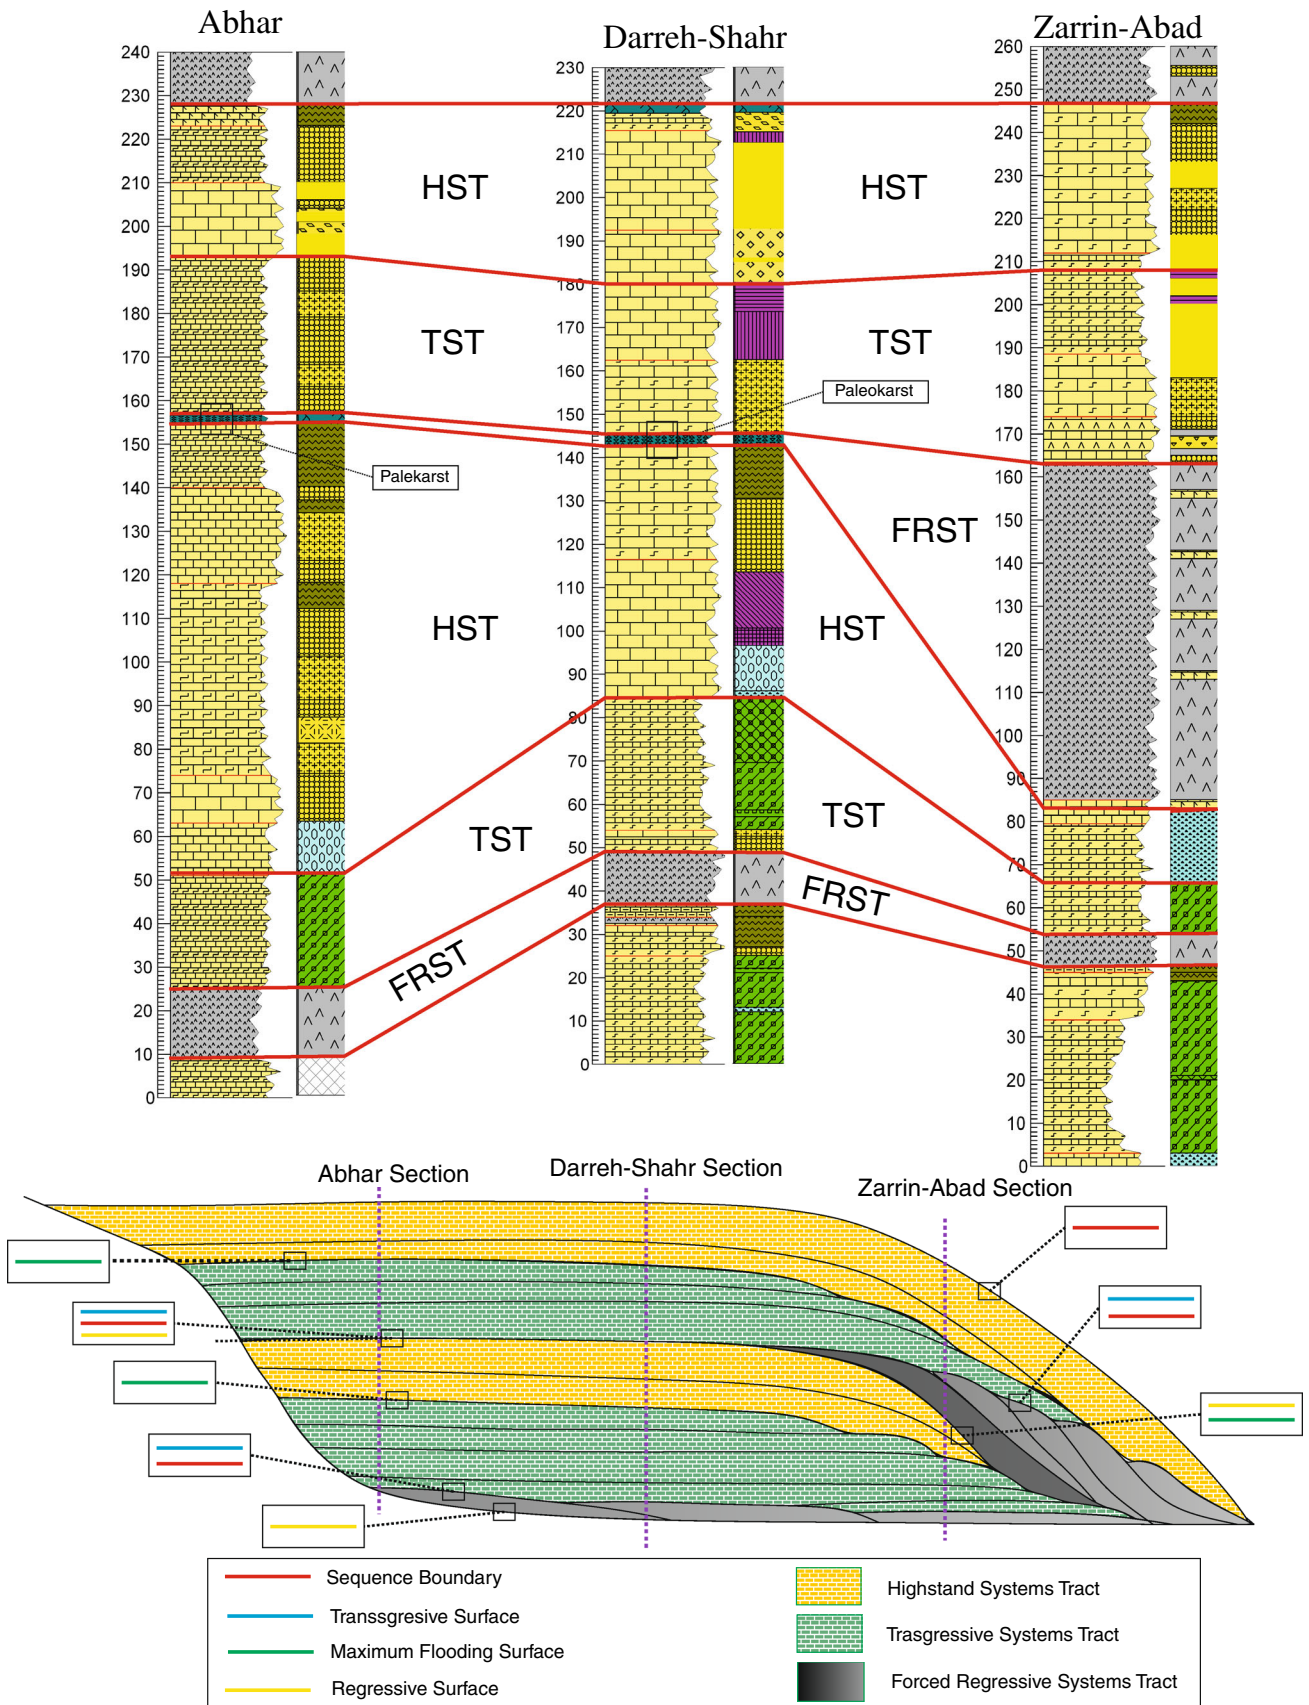 Abhar
Darreh-Shahr
Zarrin-Abad
240
230
220
210
200
190
180
170
160
150
140
130
120
110
100
90
80
70
60
50
40
30
20
10
0
230
220
210
200
190
180
170
160
150
140
130
120
110
100
90
80
70
60
50
40
30
20
10
0
260
250
240
230
220
210
200
190
180
170
160
150
140
130
120
110
100
90
80
70
60
50
40
30
20
10
0
HST
HST
TST
TST
Paleokarst
Palekarst
FRST
HST
HST
TST
TST
FRST
FRST
Abhar Section
Darreh-Shahr Section
Zarrin-Abad Section
Sequence Boundary
Transsgresive Surface
Maximum Flooding Surface
Regressive Surface
Highstand Systems Tract
Trasgressive Systems Tract
Forced Regressive Systems Tract